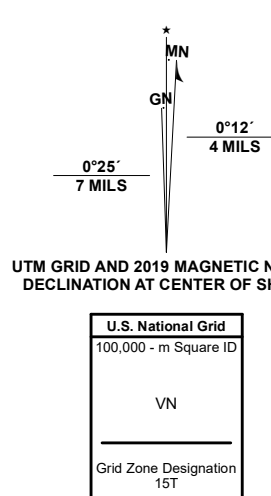 ★
MN
GN
0°12´
4 MILS
0°25´
7 MILS
UTM GRID AND 2019 MAGNETIC
DECLINATION AT CENTER OF
U.S. National Grid
100,000 - m Square ID
VN
Grid Zone Designation
15T